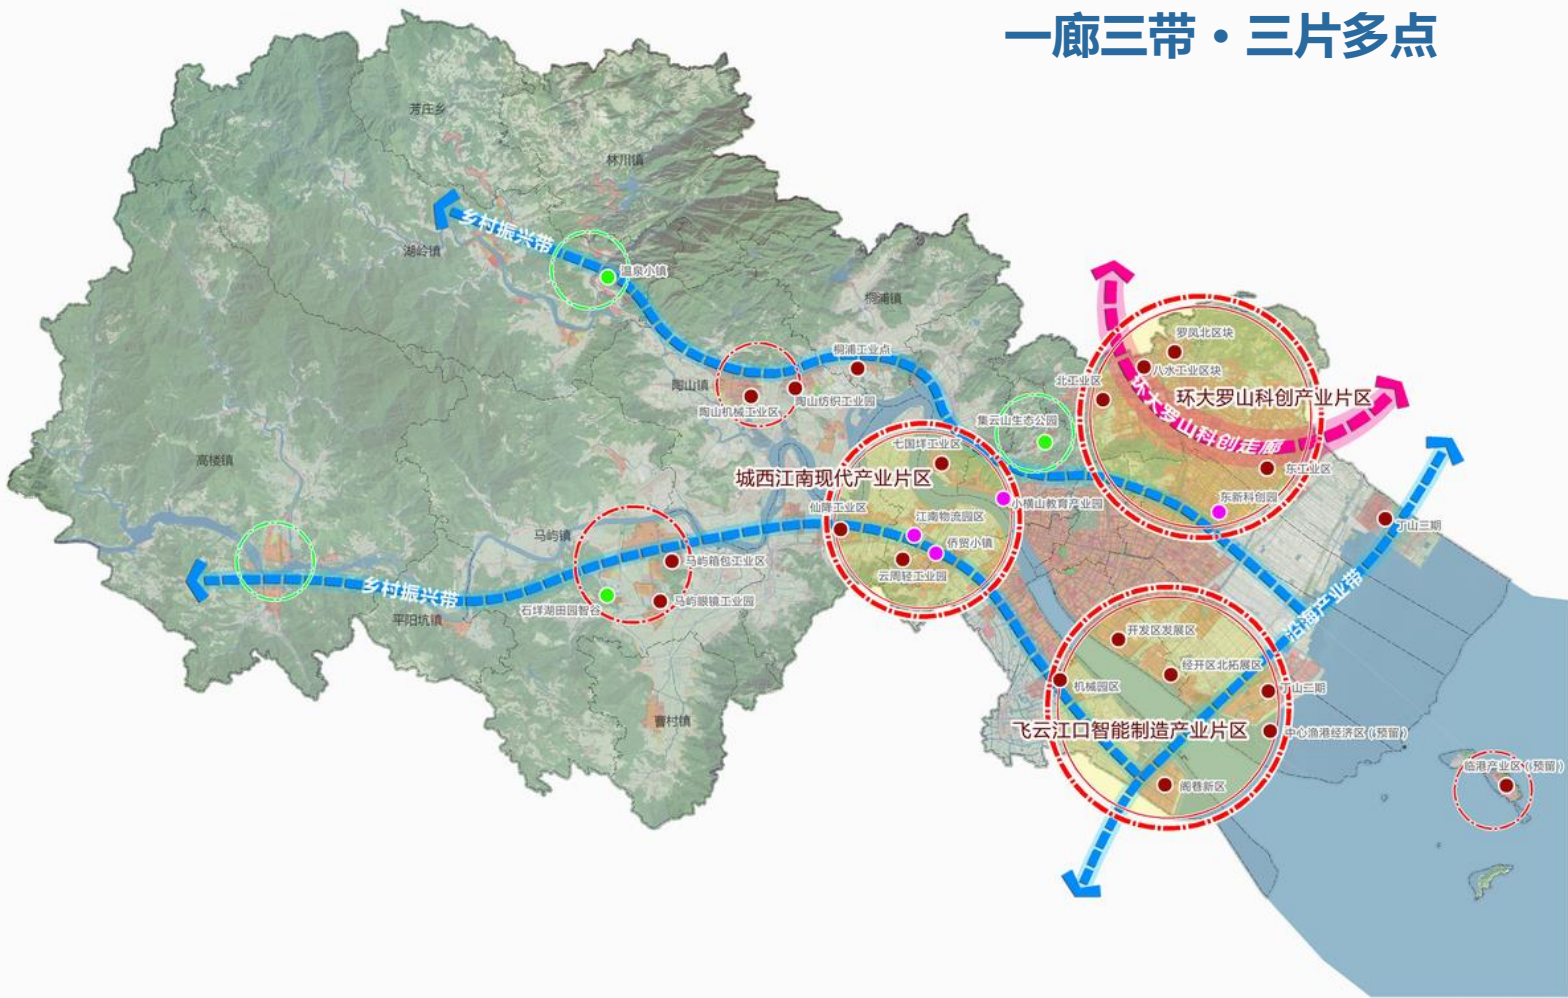 一廊三带·三片多点
芳庄乡
林川镇
乡村振兴带
湖岭镇
温泉小镇
桐浦镇
罗凤北区块
桐浦工业点
八水工业区块
北工业区
陶山镇
环大罗山科创产业片区
陶山纺织工业园
陶山机械工业区
环大罗山科创走廊
集云山生态公园
七国垟工业区
高楼镇
东工业区
城西江南现代产业片区
东新科创园
小横山教育产业园
仙降工业区
江南物流园区
丁山三期
马屿镇
侨贸小镇
马屿箱包工业区
云周轻工业园
乡村振兴带
马屿眼镜工业园
石垟湖田园智谷
沿海产业带
平阳坑镇
开发区发展区
经开区北拓展区
机械园区
丁山二期
曹村镇
飞云江口智能制造产业片区
中心渔港经济区（预留）
临港产业区（预留）
阁巷新区